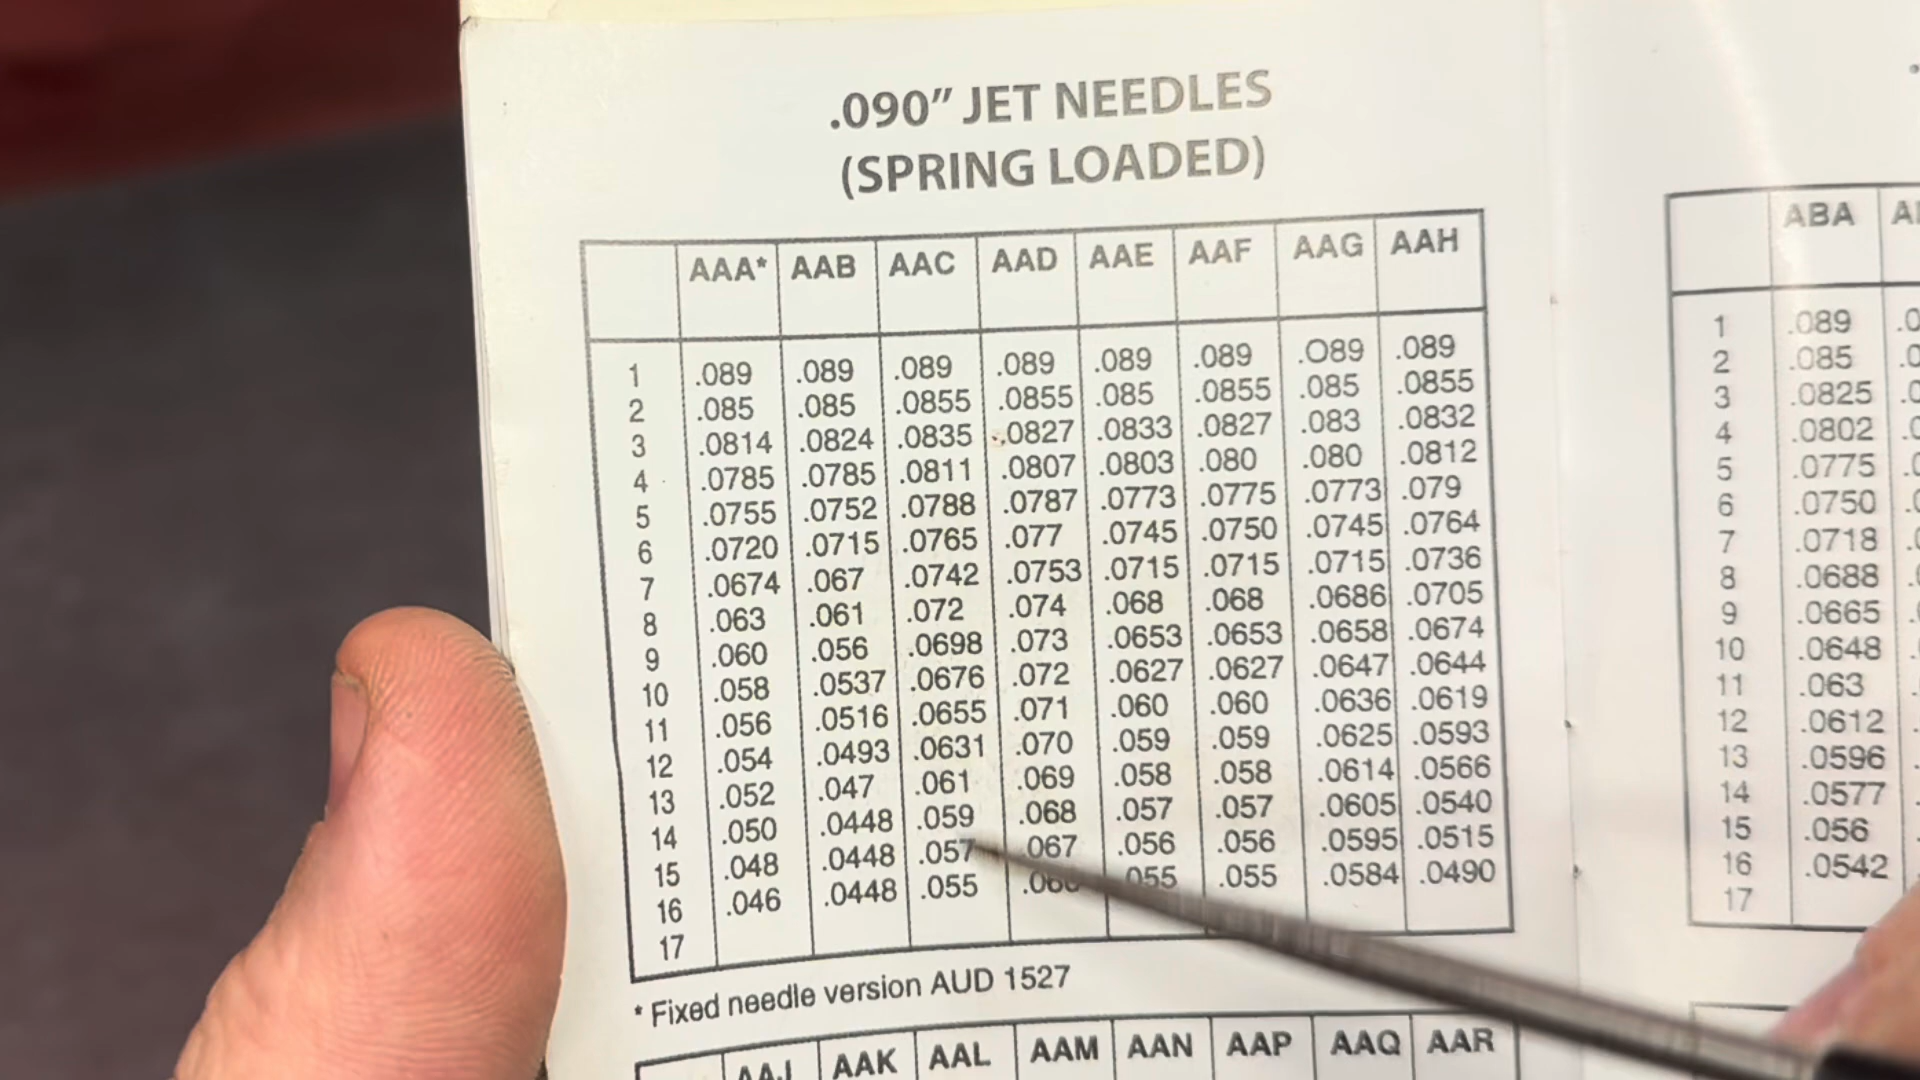 .090" JET NEEDLES
(SPRING LOADED)
AAA* AAB AAC AAD AAE AAF AAG AAH
1 .089 .089 .089 .089 .089 .089 .O89 .089
2 .085 .085 .0855 .0855 .085 .0855 .085 .0855
3 .0814 .0824 .0835 .0827 .0833 .0827 .083 .0832
4 .0785 .0785 .0811 .0807 .0803 .080 .080 .0812
5 .0755 .0752 .0788 .0787 .0773 .0775 .0773 .079
6 .0720 .0715 .0765 .077 .0745 .0750 .0745 .0764
7 .0674 .067 .0742 .0753 .0715 .0715 .0715 .0736
8 .063 .061 .072 .074 .068 .068 .0686 .0705
9 .060 .056 .0698 .073 .0653 .0653 .0658 .0674
10 .058 .0537 .0676 .072 .0627 .0627 .0647 .0644
11 .056 .0516 .0655 .071 .060 .060 .0636 .0619
12 .054 .0493 .0631 .070 .059 .059 .0625 .0593
13 .052 .047 .061 .069 .058 .058 .0614 .0566
14 .050 .0448 .059 .068 .057 .057 .0605 .0540
15 .048 .0448 .057 .067 .056 .056 .0595 .0515
16 .046 .0448 .055 .055 .055 .0584 .0490
17
* Fixed needle version AUD 1527
AAJ AAK AAL AAM AAN AAP AAQ AAR
ABA
1 .089
2 .085
3 .0825
4 .0802
5 .0775
6 .0750
7 .0718
8 .0688
9 .0665
10 .0648
11 .063
12 .0612
13 .0596
14 .0577
15 .056
16 .0542
17